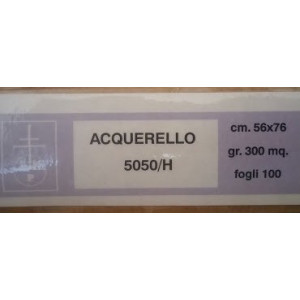 ACQUERELLO
5050/H
cm. 56x76
gr. 300 mq.
fogli 100